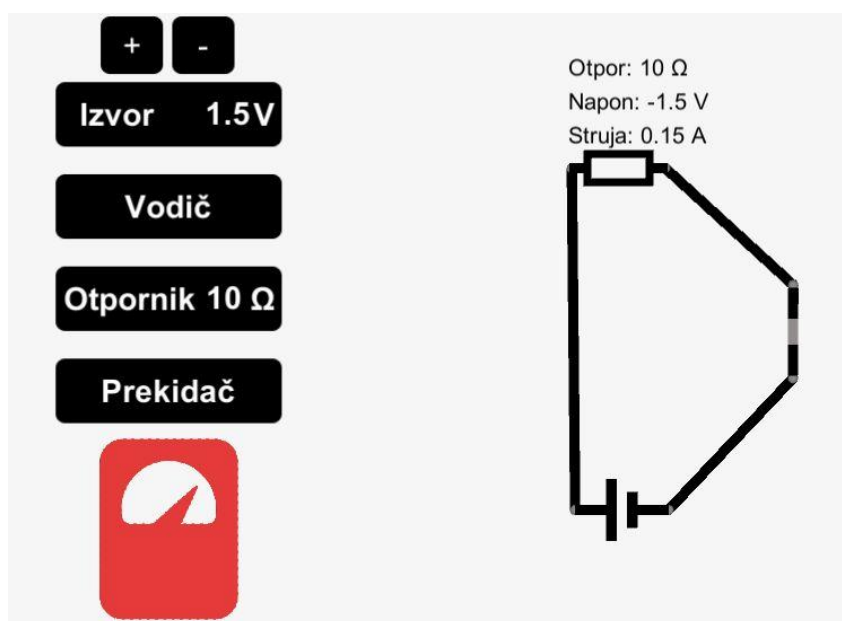 + -
Izvor 1.5V
Vodič
Otpornik 10 Ω
Prekidač
Otpor: 10 Ω
Napon: -1.5 V
Struja: 0.15 A